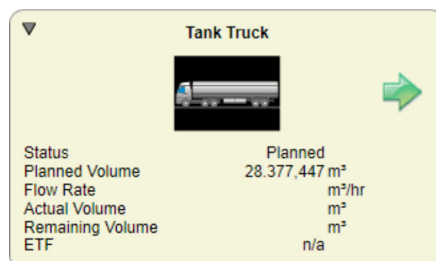 Tank Truck
Status Planned
Planned Volume 28.377,447 m³
Flow Rate m³/hr
Actual Volume m³
Remaining Volume m³
ETF n/a